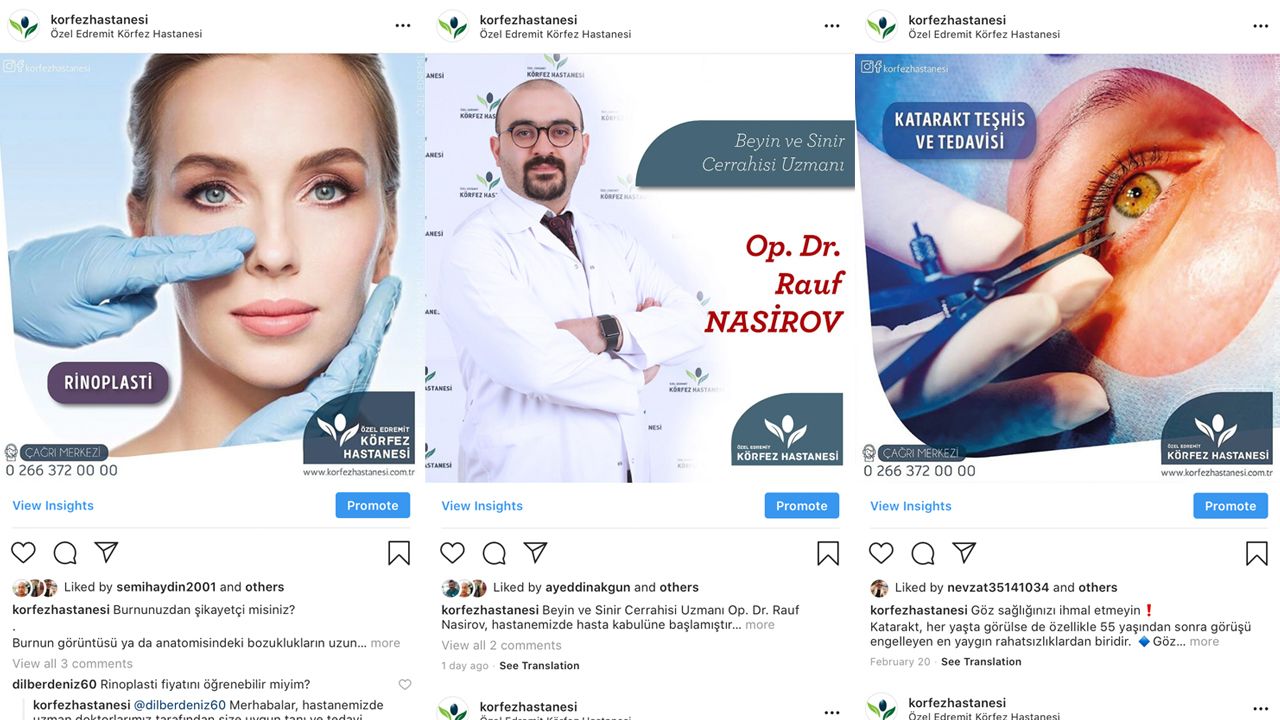 korfezhastanesi
Özel Edremit Körfez Hastanesi
korfezhastanesi
RİNOPLASTİ
ÇAĞRI MERKEZİ
0 266 372 00 00
ÖZEL EDREMİT
KÖRFEZ
HASTANESİ
www.korfezhastanesi.com.tr
View Insights
Promote
Liked by semihaydin2001 and others
korfezhastanesi Burnunuzdan şikayetçi misiniz?
.
Burnun görüntüsü ya da anatomisindeki bozuklukların uzun... more
View all 3 comments
dilberdeniz60 Rinoplasti fiyatını öğrenebilir miyim?
korfezhastanesi @dilberdeniz60 Merhabalar, hastanemizde
uzman doktorlarımız tarafından size uygun tanı ve tedavi
korfezhastanesi
Özel Edremit Körfez Hastanesi
ÖZEL EDREMİT
KÖRFEZ HASTANESİ
Beyin ve Sinir
Cerrahisi Uzmanı
Op. Dr.
Rauf
NASİROV
ÖZEL EDREMİT
KÖRFEZ HASTANESİ
View Insights
Promote
Liked by ayeddinakgun and others
korfezhastanesi Beyin ve Sinir Cerrahisi Uzmanı Op. Dr. Rauf
Nasirov, hastanemizde hasta kabulüne başlamıştır... more
View all 2 comments
1 day ago · See Translation
korfezhastanesi
Özel Edremit Körfez Hastanesi
korfezhastanesi
Özel Edremit Körfez Hastanesi
korfezhastanesi
KATARAKT TEŞHİS
VE TEDAVİSİ
ÇAĞRI MERKEZİ
0 266 372 00 00
ÖZEL EDREMİT
KÖRFEZ HASTANESİ
www.korfezhastanesi.com.tr
View Insights
Promote
Liked by nevzat35141034 and others
korfezhastanesi Göz sağlığınızı ihmal etmeyin❗
Katarakt, her yaşta görülse de özellikle 55 yaşından sonra görüşü
engelleyen en yaygın rahatsızlıklardan biridir. 🔷Göz... more
February 20 · See Translation
korfezhastanesi
Özel Edremit Körfez Hastanesi